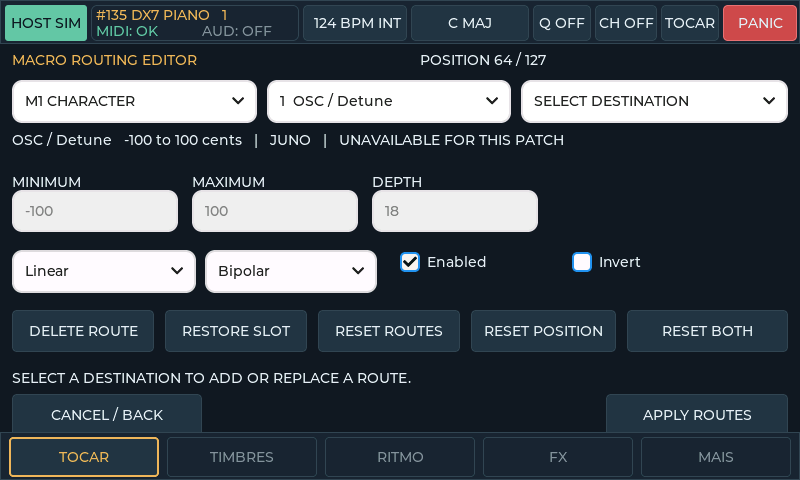 HOST SIM
#135 DX7 PIANO 1
MIDI: OK AUD: OFF
124 BPM INT
C MAJ
Q OFF
CH OFF
TOCAR
PANIC
MACRO ROUTING EDITOR
POSITION 64 / 127
M1 CHARACTER
1 OSC / Detune
SELECT DESTINATION
OSC / Detune -100 to 100 cents | JUNO | UNAVAILABLE FOR THIS PATCH
MINIMUM
MAXIMUM
DEPTH
-100
100
18
Linear
Bipolar
Enabled
Invert
DELETE ROUTE
RESTORE SLOT
RESET ROUTES
RESET POSITION
RESET BOTH
SELECT A DESTINATION TO ADD OR REPLACE A ROUTE.
CANCEL / BACK
APPLY ROUTES
TOCAR
TIMBRES
RITMO
FX
MAIS